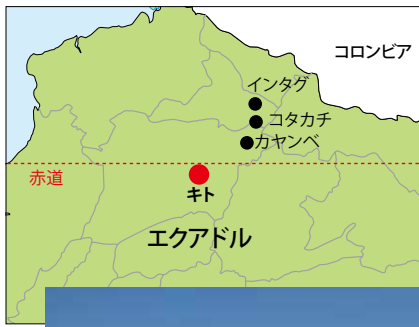 コロンビア
インタグ
コタカチ
カヤンベ
赤道
キト
エクアドル